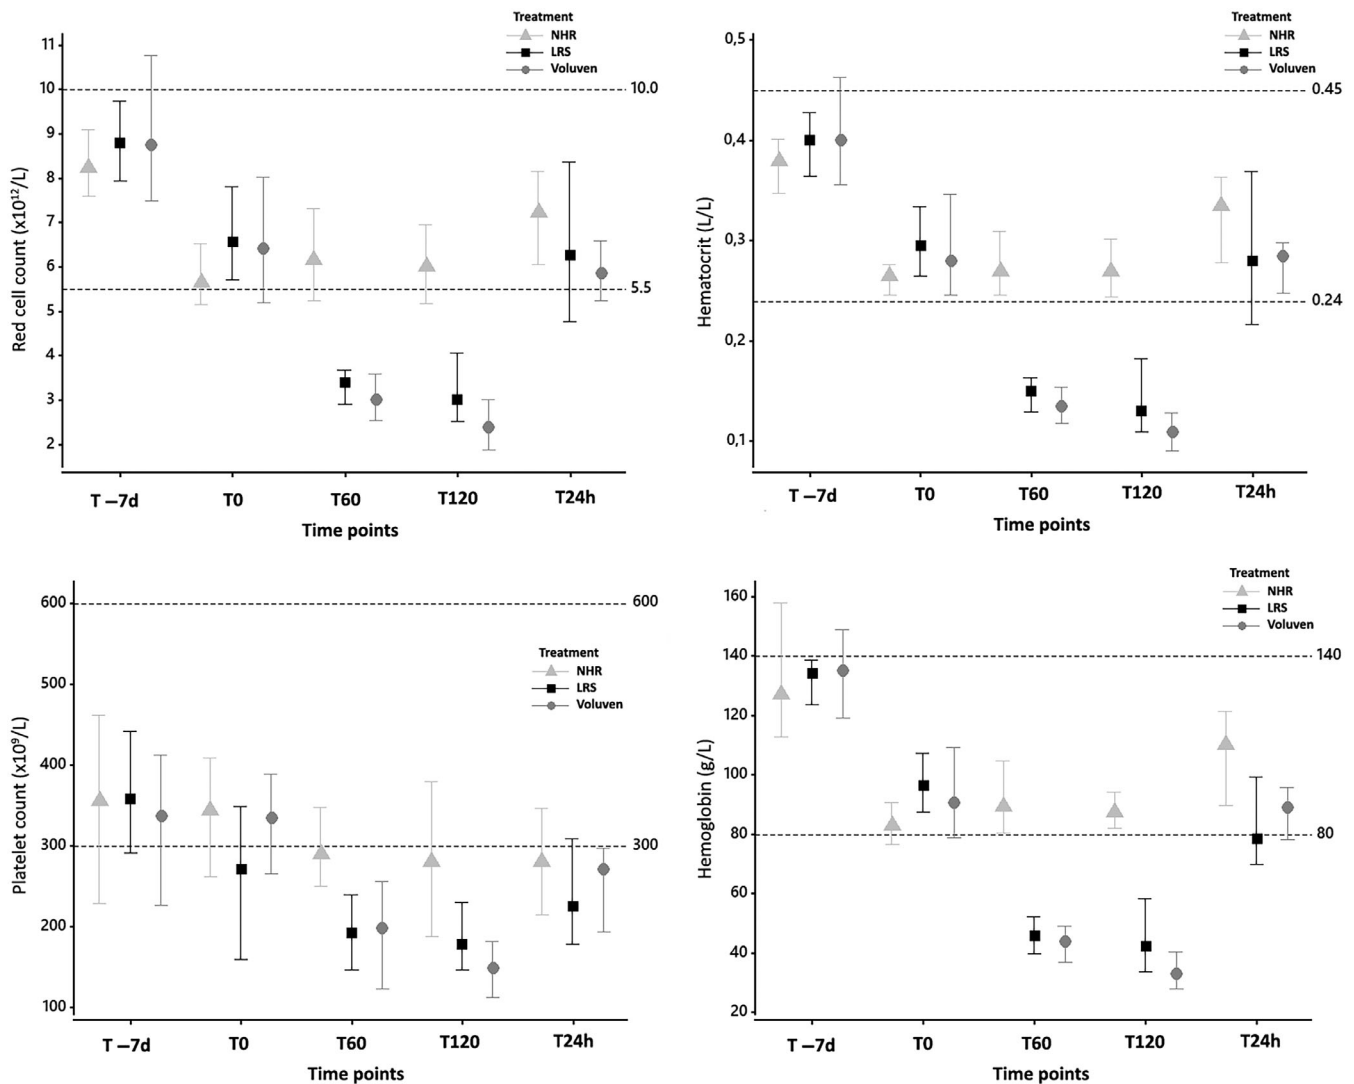 Treatment
NHR
LRS
Voluven
11
10
9
8
7
6
5
4
3
2
10.0
5.5
Red cell count (x10¹²/L)
T −7d T0 T60 T120 T24h
Time points
Treatment
NHR
LRS
Voluven
0,5
0,4
0,3
0,2
0,1
0.45
0.24
Hematocrit (L/L)
T −7d T0 T60 T120 T24h
Time points
600
500
400
300
200
100
600
300
Treatment
NHR
LRS
Voluven
Platelet count (x10⁹/L)
T −7d T0 T60 T120 T24h
Time points
Treatment
NHR
LRS
Voluven
160
140
120
100
80
60
40
20
140
80
Hemoglobin (g/L)
T −7d T0 T60 T120 T24h
Time points